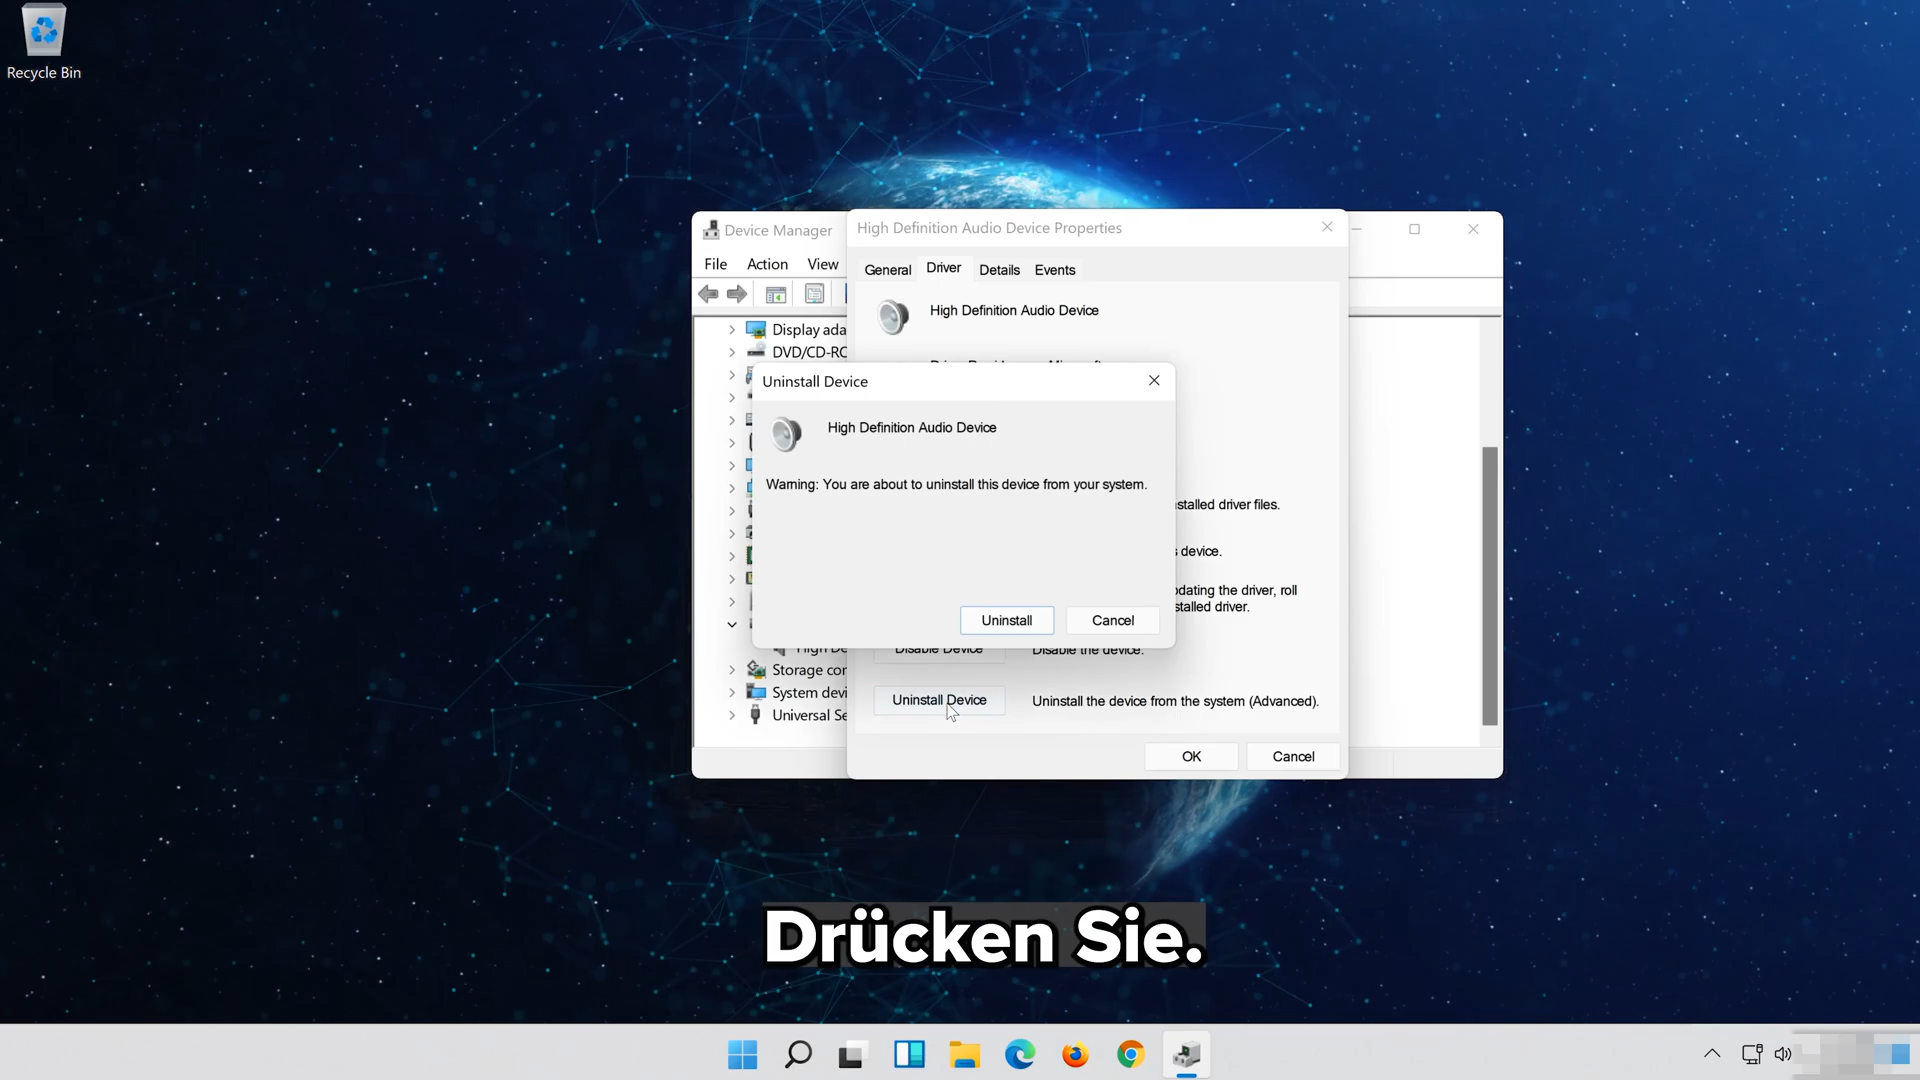 Recycle Bin
Device Manager
High Definition Audio Device Properties
File Action View
General Driver Details Events
High Definition Audio Device
Display ada
DVD/CD-RO
Uninstall Device
High Definition Audio Device
Warning: You are about to uninstall this device from your system.
stalled driver files.
s device.
pdating the driver, roll
stalled driver.
Uninstall Cancel
Disable Device Disable the device.
High De
Storage cor
System devi
Uninstall Device Uninstall the device from the system (Advanced).
Universal Se
OK Cancel
Drücken Sie.